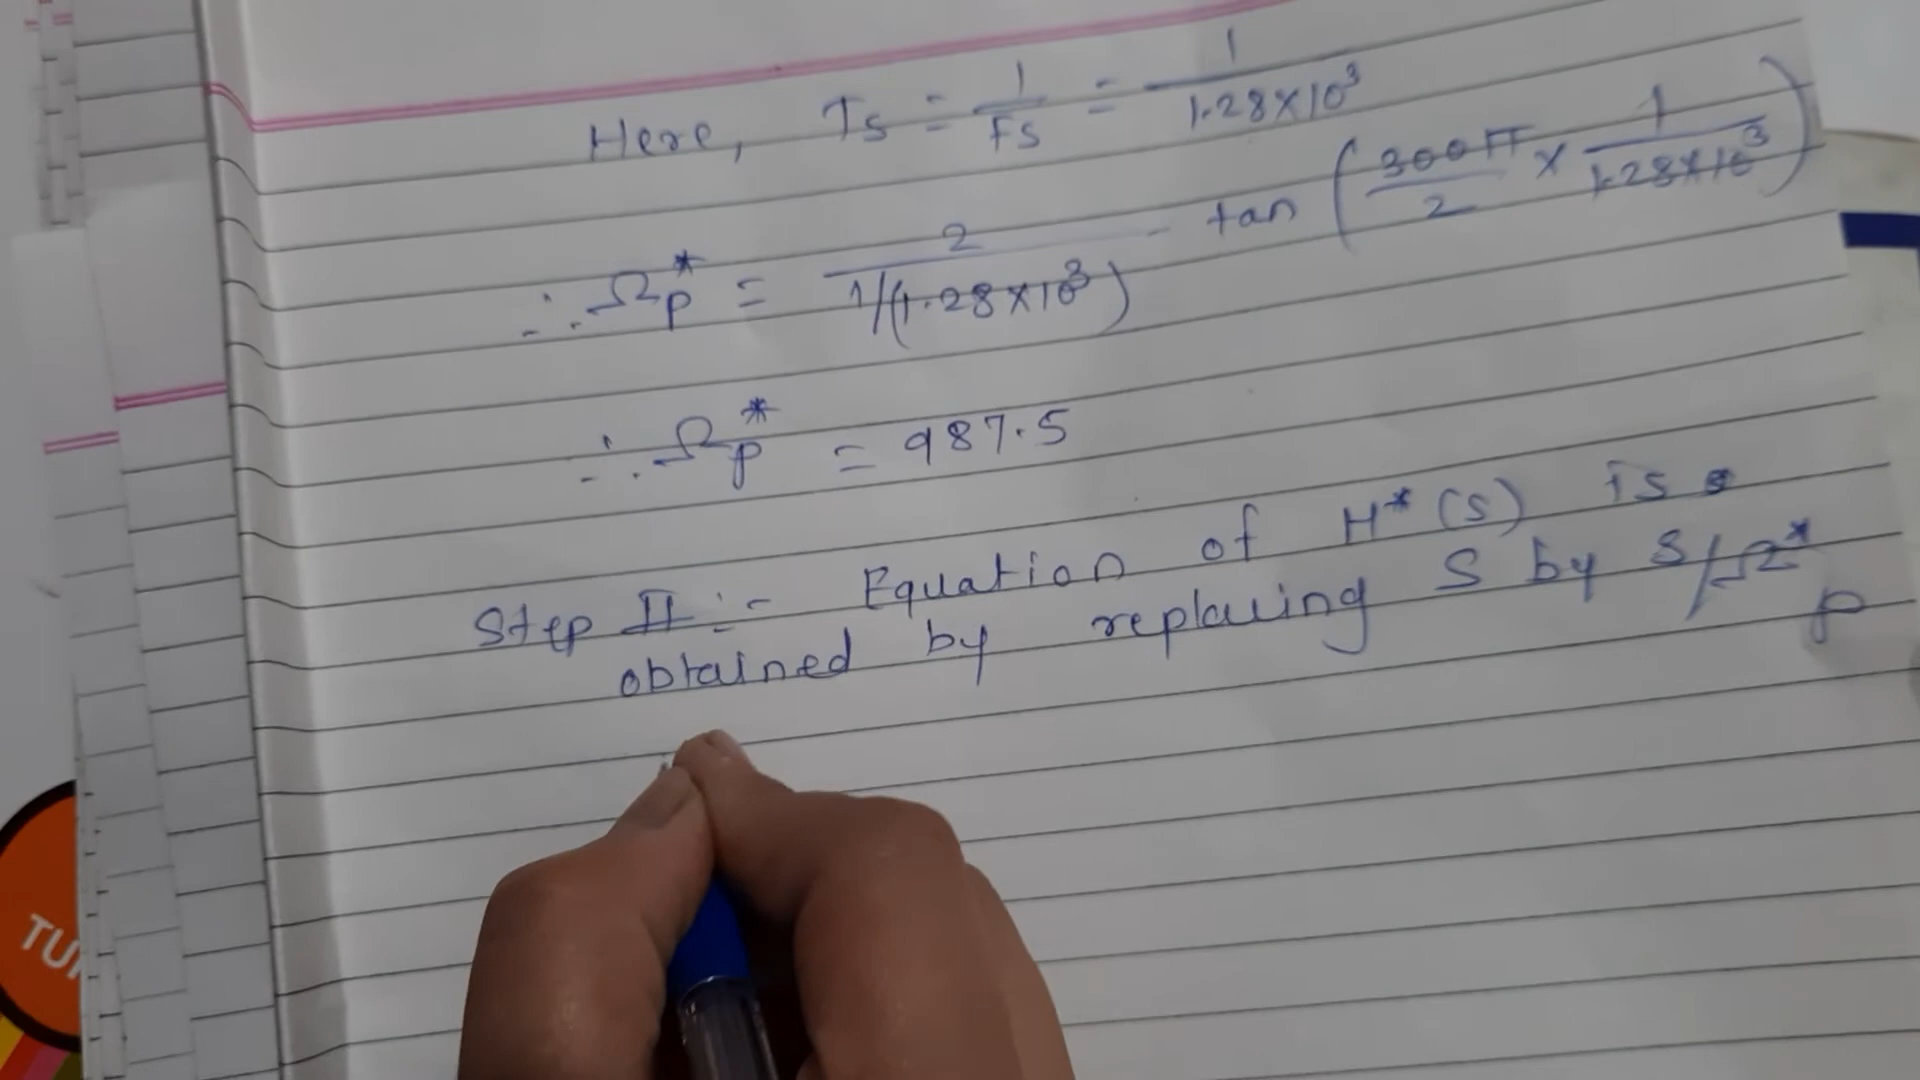 Here, Ts = 1/Fs = 1/1.28×10³
∴ Ωp* = 2/1/(1.28×10³) - tan (300π/2 × 1/1.28×10³)
∴ Ωp* = 987.5
Step II :- Equation of H*(s) is
obtained by replacing S by S/Ωp*